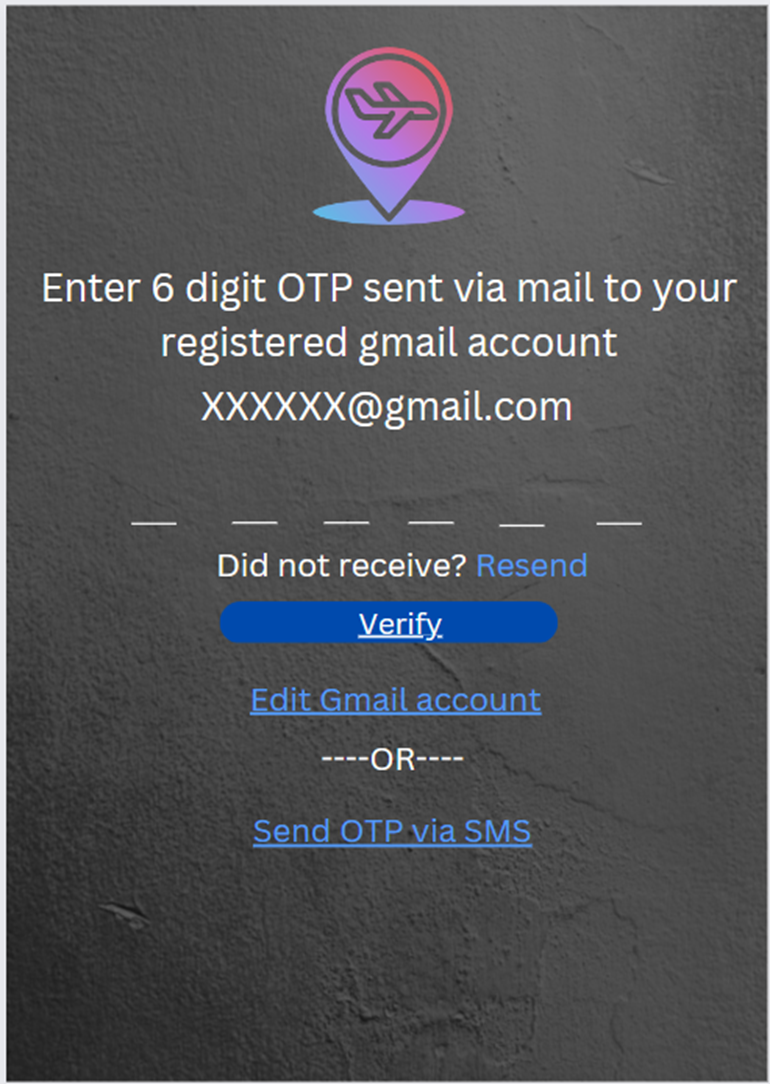 Enter 6 digit OTP sent via mail to your
registered gmail account
XXXXXX@gmail.com
__ __ __ __ __ __
Did not receive? Resend
Verify
Edit Gmail account
----OR----
Send OTP via SMS